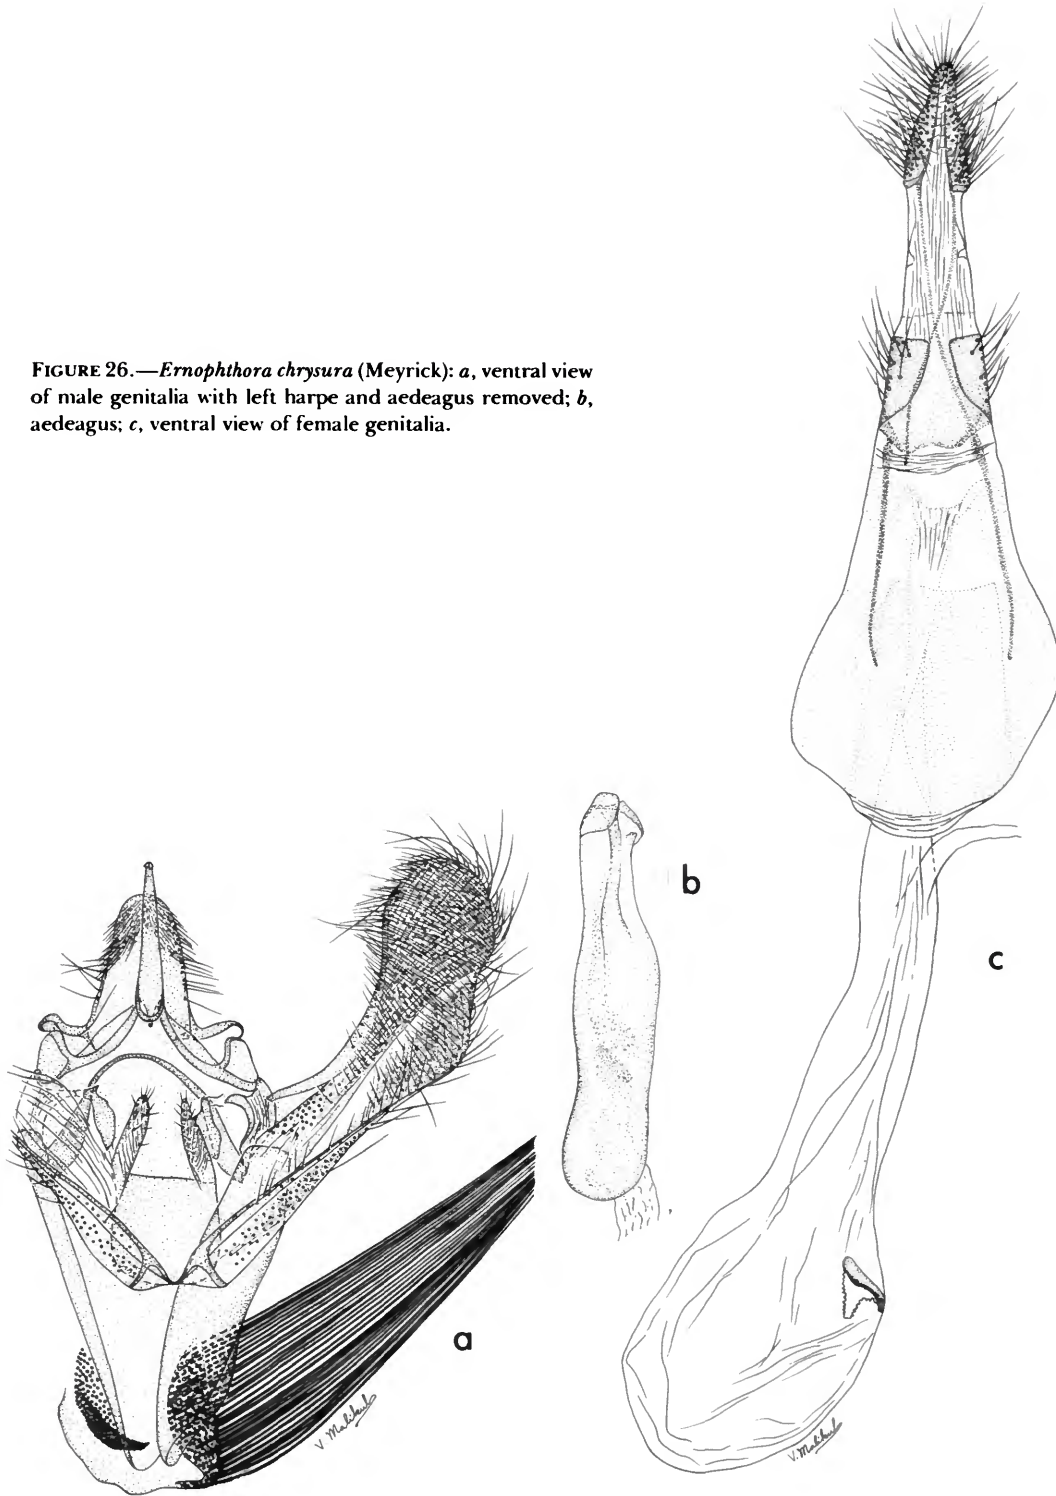 FIGURE 26.—Ernophthora chrysura (Meyrick): a, ventral view
of male genitalia with left harpe and aedeagus removed; b,
aedeagus; c, ventral view of female genitalia.
b
c
a